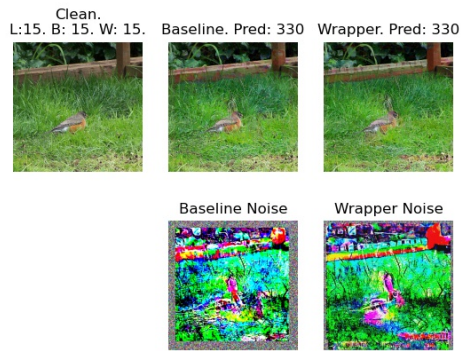 Clean.
L:15. B: 15. W: 15.
Baseline. Pred: 330
Wrapper. Pred: 330
Baseline Noise
Wrapper Noise